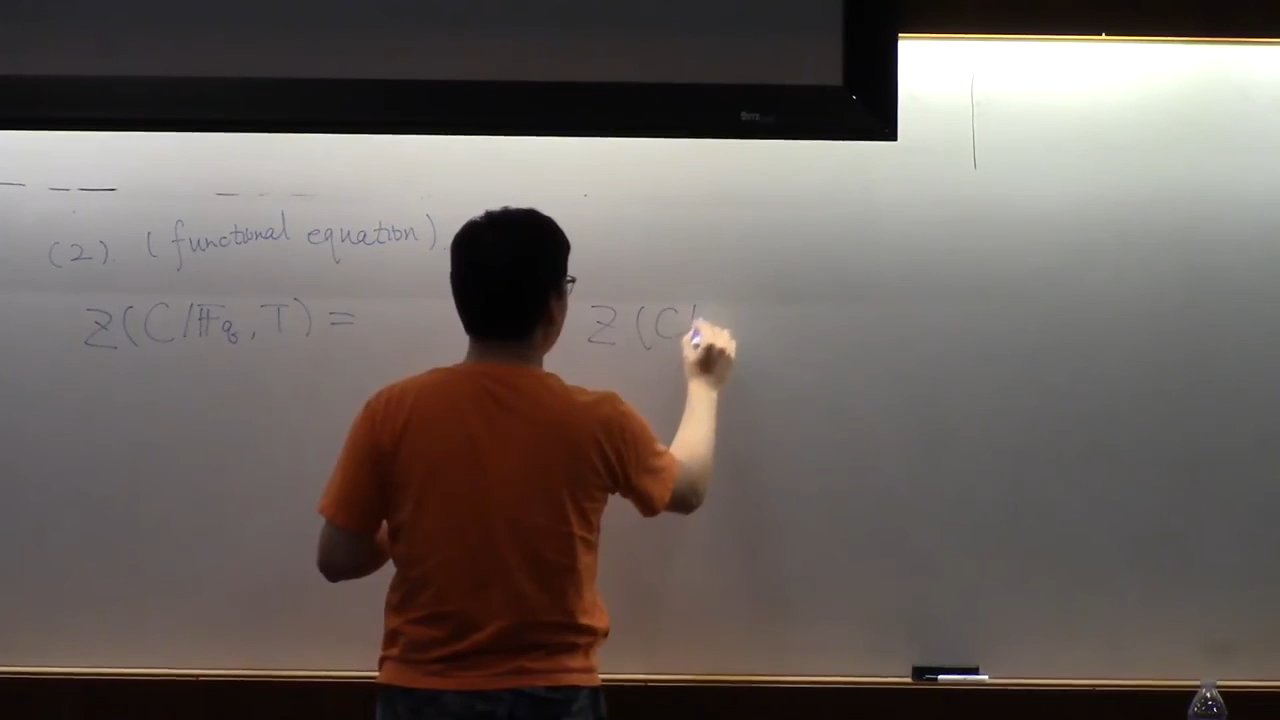 (2). (functional equation).
Z(C/𝔽q, T) = Z(C/